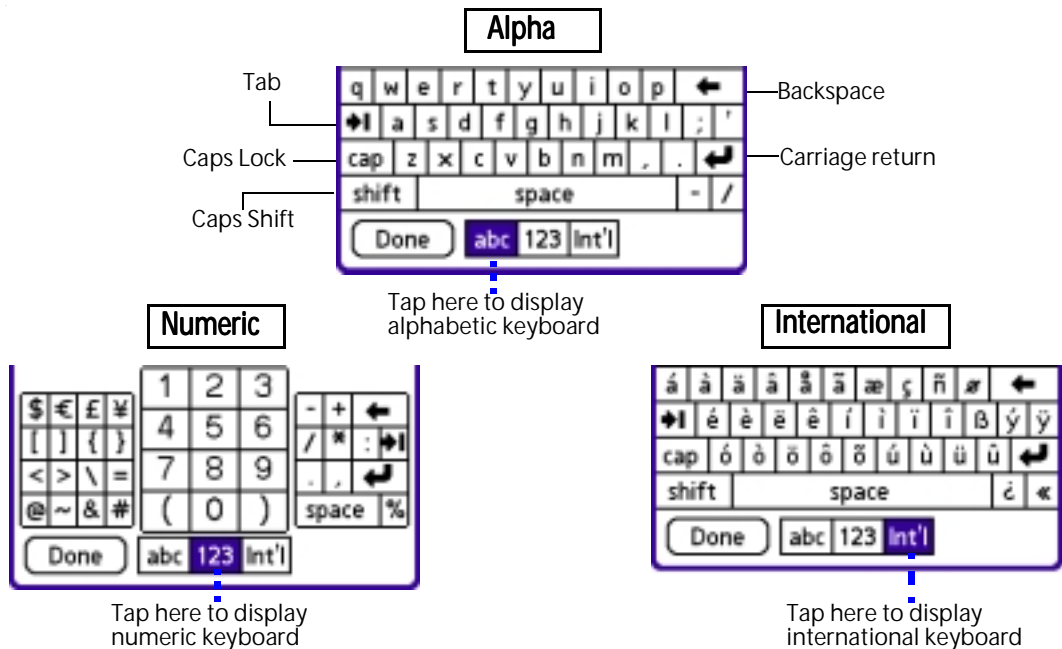 Alpha
Tab
Backspace
q w e r t y u i o p
a s d f g h j k l ; '
Caps Lock
Carriage return
cap z x c v b n m , .
Caps Shift
shift space - /
Done abc 123 Int'l
Tap here to display
alphabetic keyboard
Numeric
1 2 3
$ € £ ¥ - +
4 5 6
[ ] { } / * :
7 8 9
< > \ = . ,
( 0 )
@ ~ & # space %
Done abc 123 Int'l
Tap here to display
numeric keyboard
International
á à ä â å ã æ ç ñ ø
é è ë ê í ì ï î ß ý ÿ
cap ó ò ö ô õ ú ù ü û
shift space ¿ «
Done abc 123 Int'l
Tap here to display
international keyboard